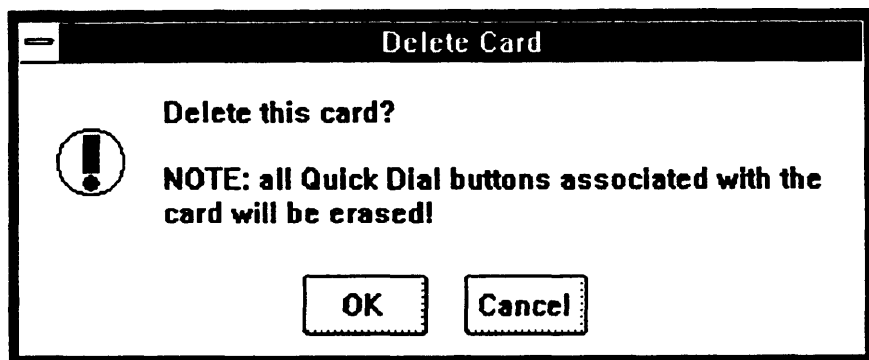 Delete Card
Delete this card?
NOTE: all Quick Dial buttons associated with the
card will be erased!
OK
Cancel